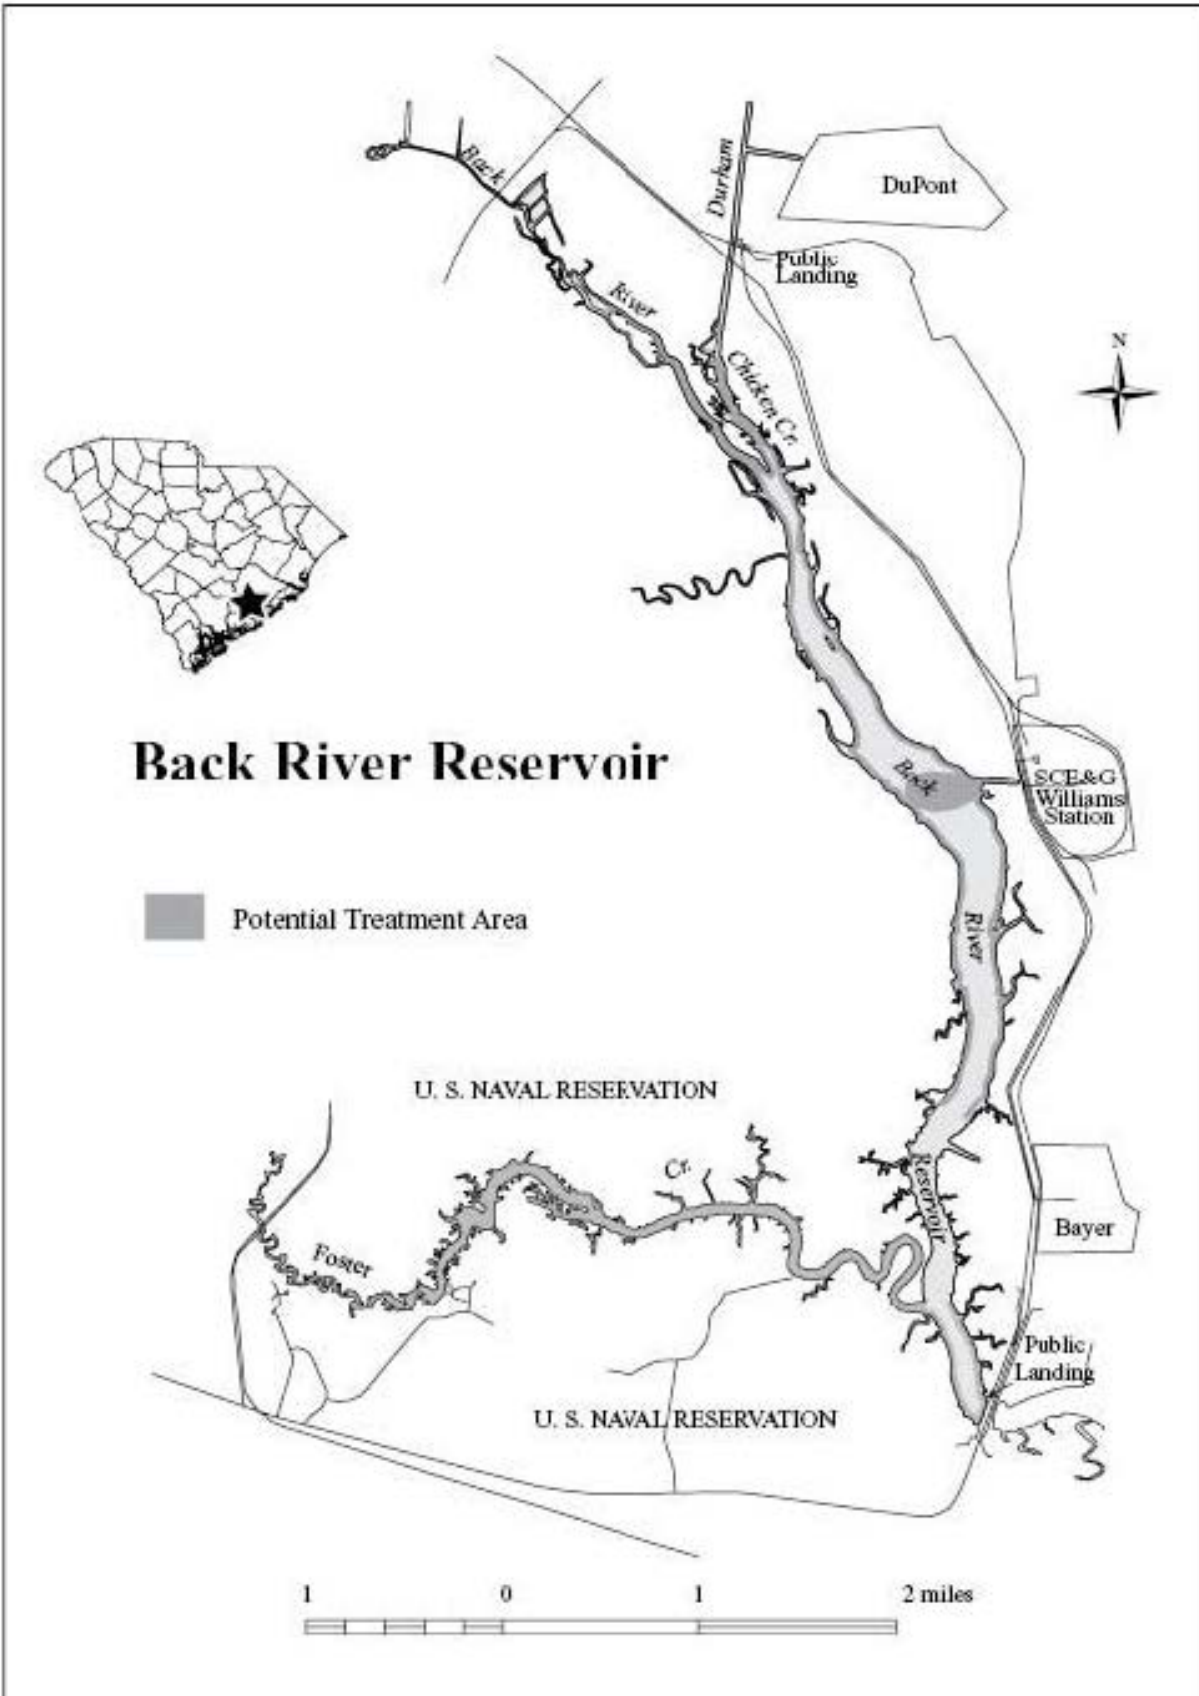 Back
River
Durham
DuPont
Public
Landing
Chicken Cr.
N
Back River Reservoir
Back
SCE&G
Williams
Station
Potential Treatment Area
River
U. S. NAVAL RESERVATION
Cr.
Reservoir
Foster
Bayer
Public
Landing
U. S. NAVAL RESERVATION
1 0 1 2 miles